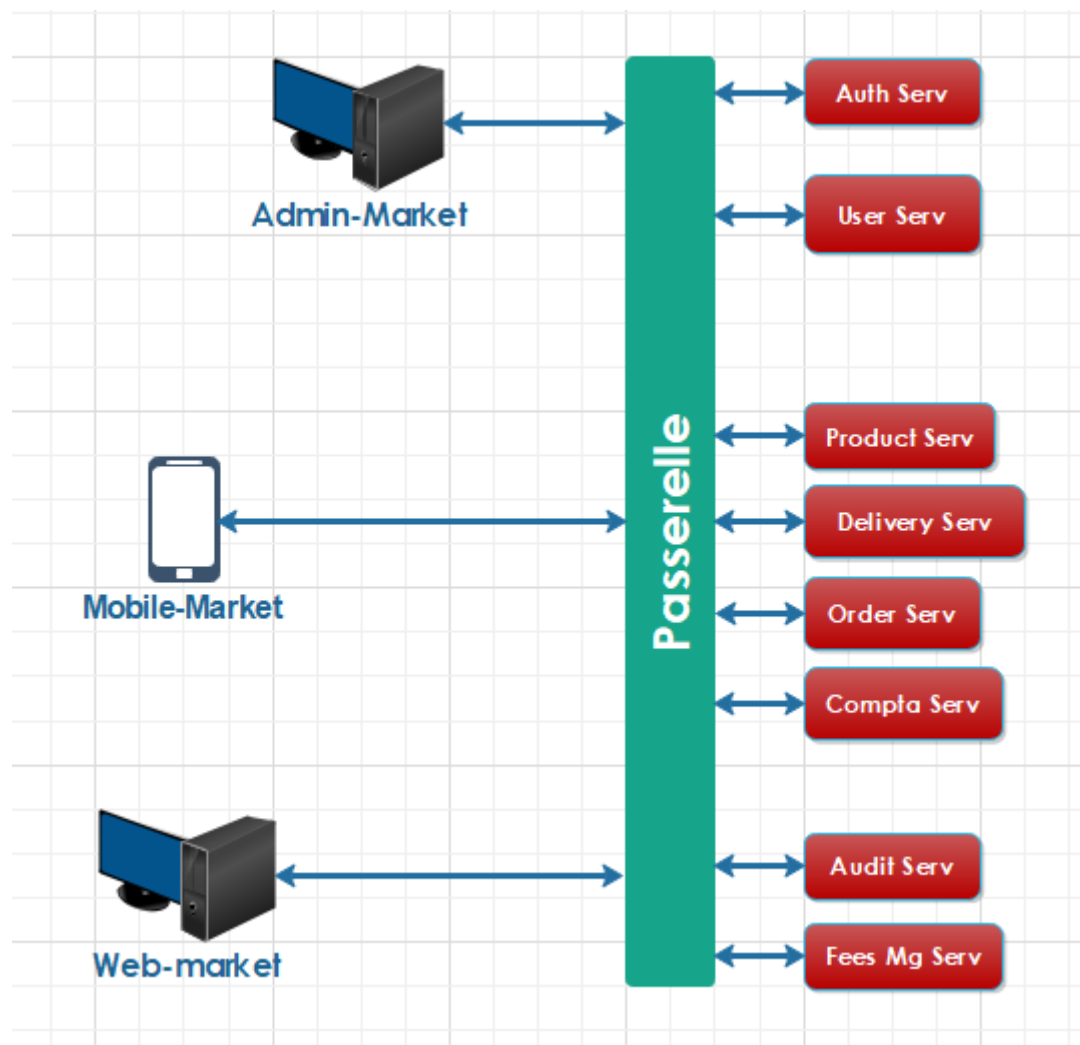 Admin-Market
Mobile-Market
Web-market
Passerelle
Auth Serv
User Serv
Product Serv
Delivery Serv
Order Serv
Compta Serv
Audit Serv
Fees Mg Serv